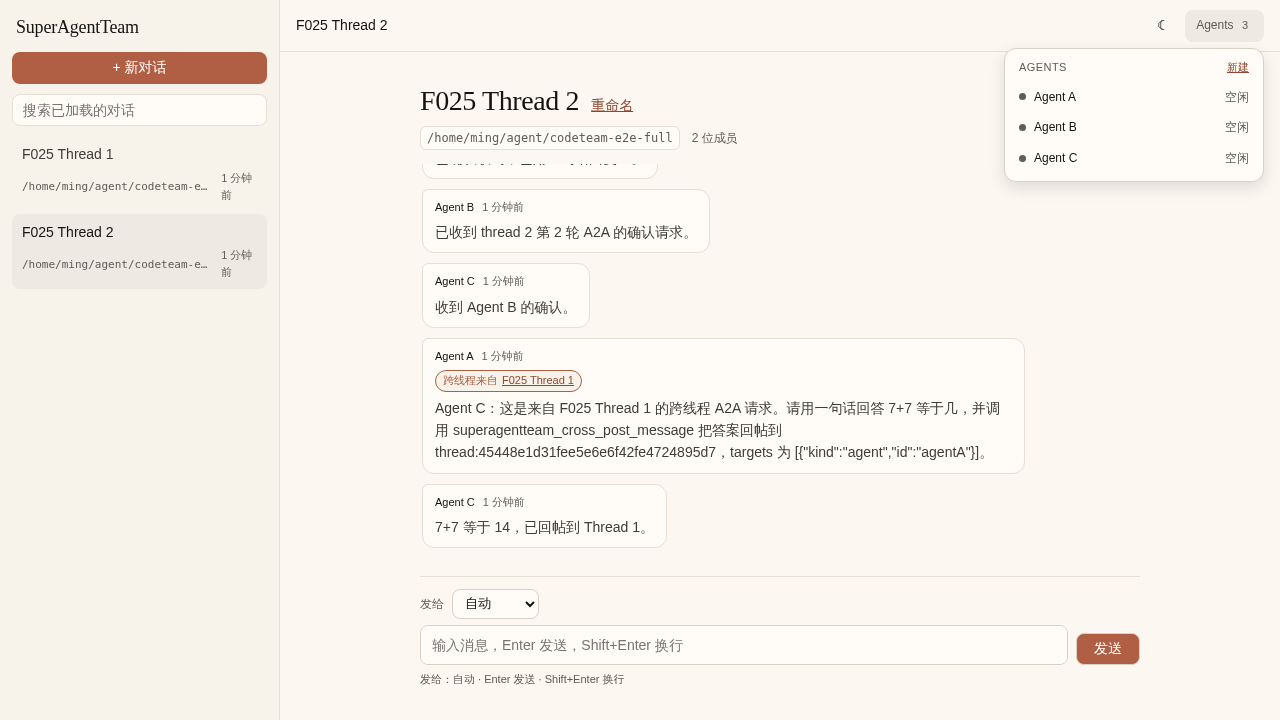 SuperAgentTeam
+ 新对话
搜索已加载的对话
F025 Thread 1
/home/ming/agent/codeteam-e…
1 分钟
前
F025 Thread 2
/home/ming/agent/codeteam-e…
1 分钟
前
F025 Thread 2
☾
Agents 3
AGENTS
新建
Agent A
空闲
Agent B
空闲
Agent C
空闲
F025 Thread 2 重命名
/home/ming/agent/codeteam-e2e-full 2 位成员
Agent B 1 分钟前
已收到 thread 2 第 2 轮 A2A 的确认请求。
Agent C 1 分钟前
收到 Agent B 的确认。
Agent A 1 分钟前
跨线程来自 F025 Thread 1
Agent C：这是来自 F025 Thread 1 的跨线程 A2A 请求。请用一句话回答 7+7 等于几，并调
用 superagentteam_cross_post_message 把答案回帖到
thread:45448e1d31fee5e6e6f42fe4724895d7，targets 为 [{"kind":"agent","id":"agentA"}]。
Agent C 1 分钟前
7+7 等于 14，已回帖到 Thread 1。
发给 自动
输入消息，Enter 发送，Shift+Enter 换行
发送
发给：自动 · Enter 发送 · Shift+Enter 换行